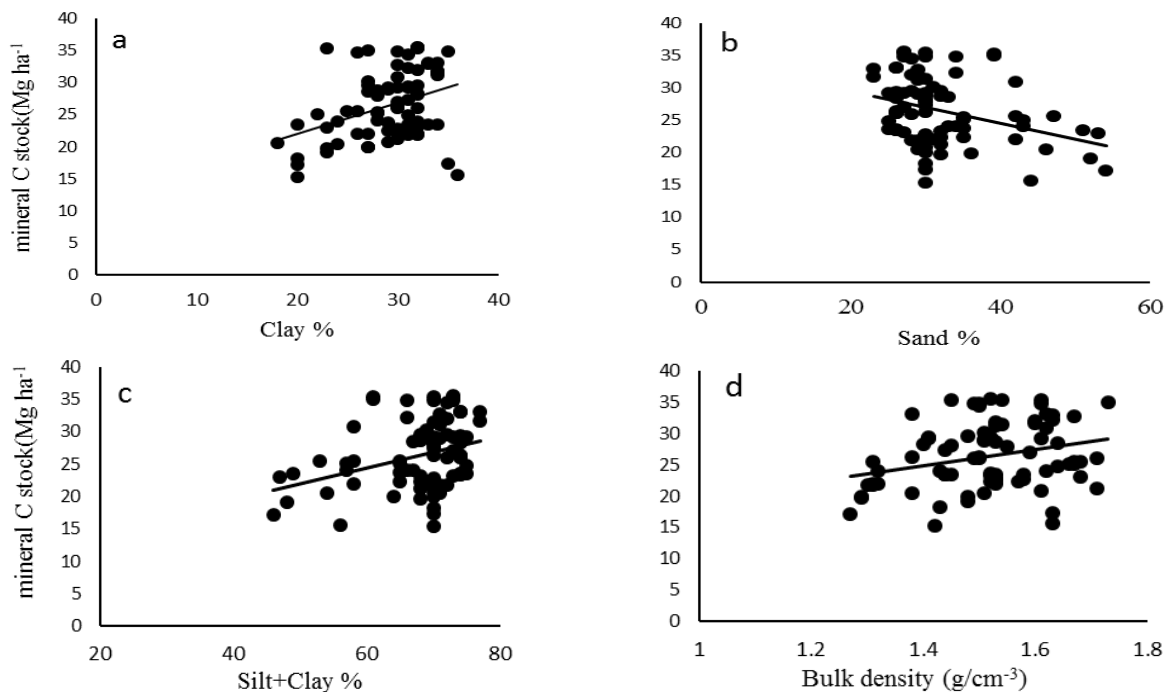 a
mineral C stock(Mg ha⁻¹)
40
35
30
25
20
15
10
5
0
0 10 20 30 40
Clay %
b
40
35
30
25
20
15
10
5
0
0 20 40 60
Sand %
c
mineral C stock(Mg ha⁻¹)
40
35
30
25
20
15
10
5
0
20 40 60 80
Silt+Clay %
d
40
35
30
25
20
15
10
5
0
1 1.2 1.4 1.6 1.8
Bulk density (g/cm⁻³)